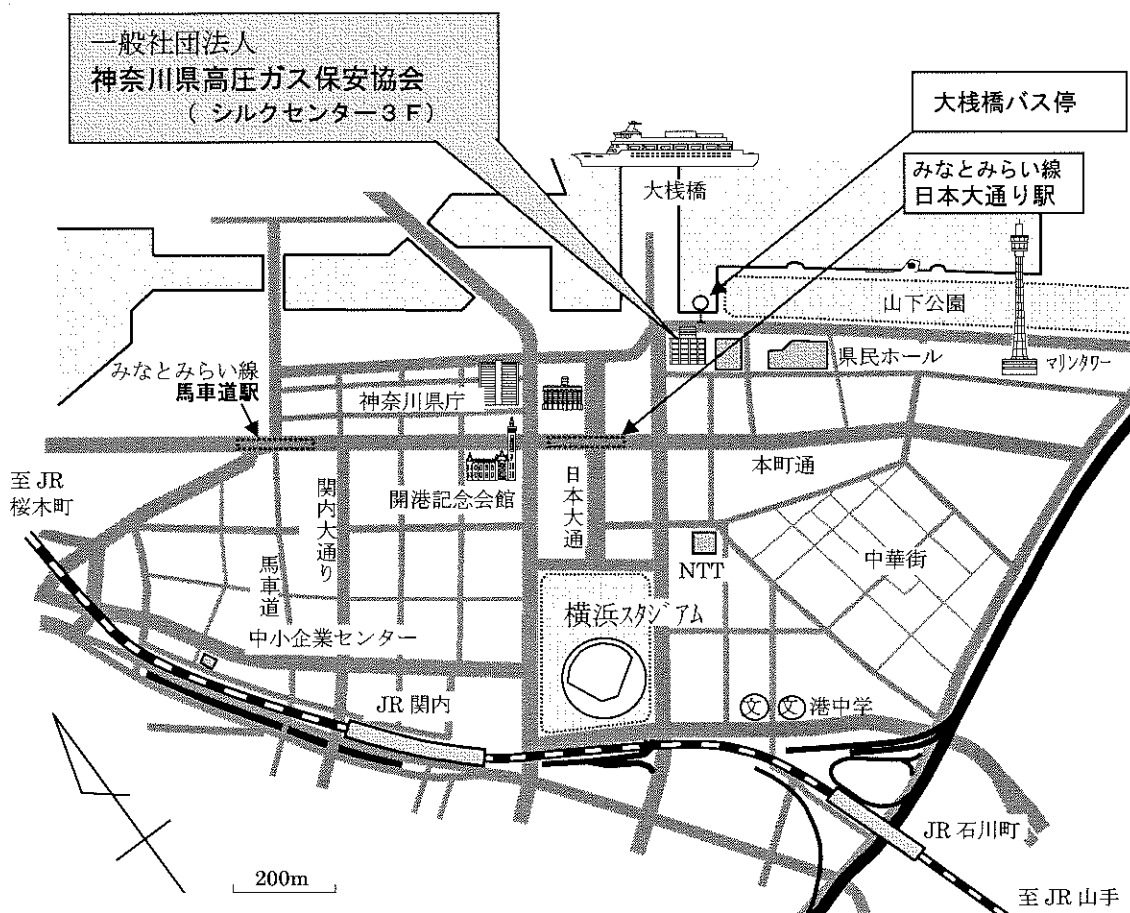 一般社団法人
神奈川県高圧ガス保安協会
( シルクセンター3F)
大桟橋バス停
大桟橋
みなとみらい線
日本大通り駅
山下公園
県民ホール
マリンタワー
みなとみらい線
馬車道駅
神奈川県庁
本町通
至 JR
桜木町
関内大通り
開港記念会館
日本大通
馬車道
NTT
中華街
横浜スタジアム
中小企業センター
JR 関内
文 文 港中学
JR 石川町
200m
至 JR 山手